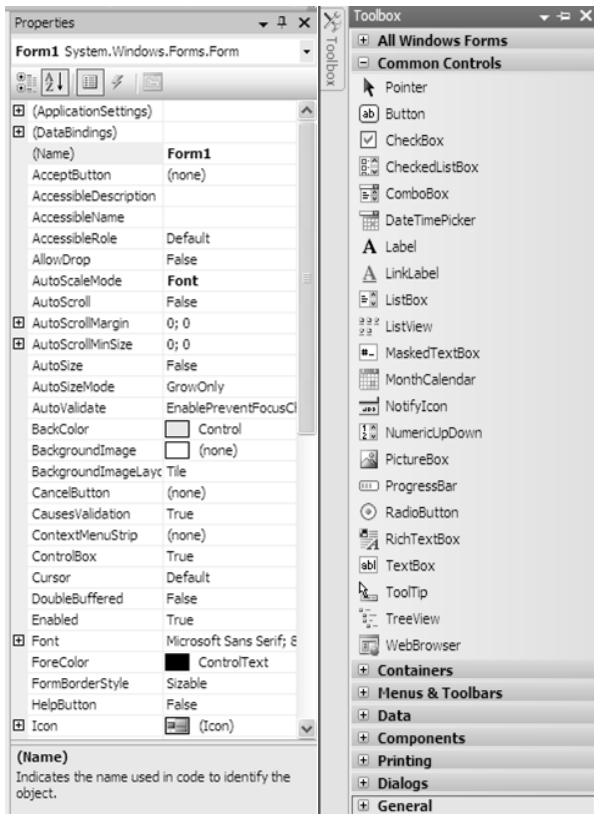 Properties
Form1 System.Windows.Forms.Form
(ApplicationSettings)
(DataBindings)
(Name) Form1
AcceptButton (none)
AccessibleDescription
AccessibleName
AccessibleRole Default
AllowDrop False
AutoScaleMode Font
AutoScroll False
AutoScrollMargin 0; 0
AutoScrollMinSize 0; 0
AutoSize False
AutoSizeMode GrowOnly
AutoValidate EnablePreventFocusCl
BackColor Control
BackgroundImage (none)
BackgroundImageLayc Tile
CancelButton (none)
CausesValidation True
ContextMenuStrip (none)
ControlBox True
Cursor Default
DoubleBuffered False
Enabled True
Font Microsoft Sans Serif; 8
ForeColor ControlText
FormBorderStyle Sizable
HelpButton False
Icon (Icon)
(Name)
Indicates the name used in code to identify the
object.
Toolbox
Toolbox
All Windows Forms
Common Controls
Pointer
ab Button
CheckBox
CheckedListBox
ComboBox
DateTimePicker
A Label
A LinkLabel
ListBox
ListView
#_ MaskedTextBox
MonthCalendar
NotifyIcon
NumericUpDown
PictureBox
ProgressBar
RadioButton
RichTextBox
abl TextBox
ToolTip
TreeView
WebBrowser
Containers
Menus & Toolbars
Data
Components
Printing
Dialogs
General